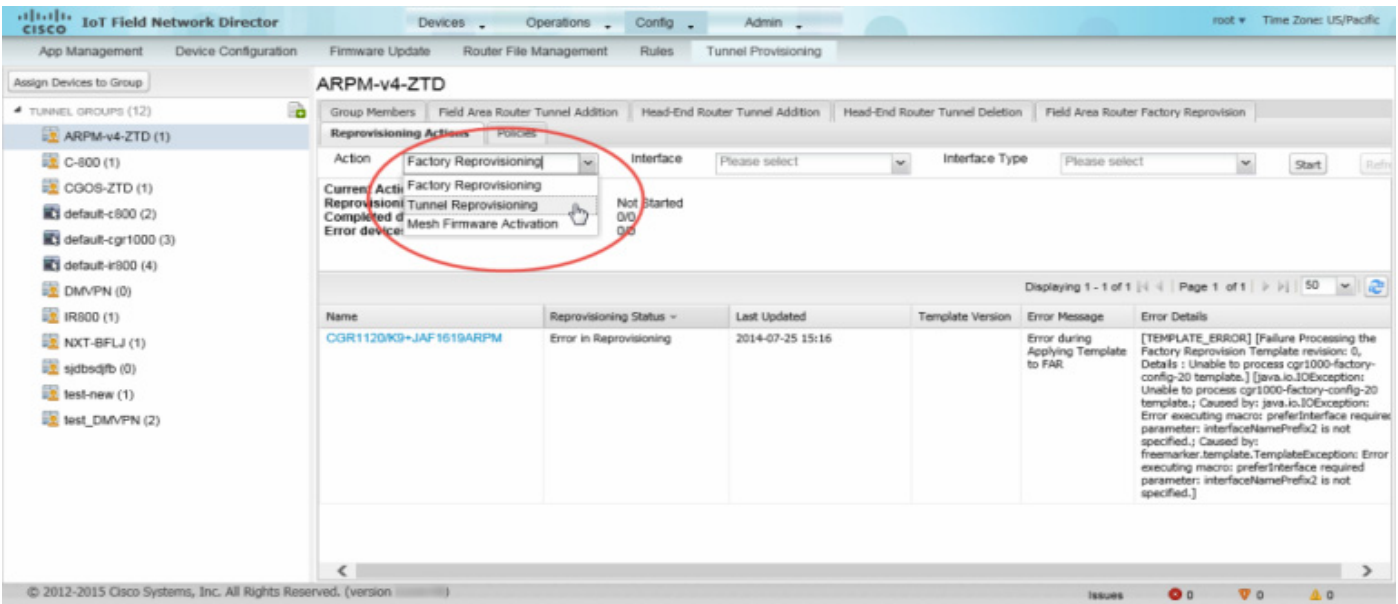 CISCO IoT Field Network Director
Devices Operations Config Admin
root Time Zone: US/Pacific
App Management Device Configuration Firmware Update Router File Management Rules Tunnel Provisioning
Assign Devices to Group
TUNNEL GROUPS (12)
ARPM-v4-ZTD (1)
C-800 (1)
CGOS-ZTD (1)
default-c800 (2)
default-cgr1000 (3)
default-ir800 (4)
DMVPN (0)
IR800 (1)
NXT-BFLJ (1)
sjdbsdjfb (0)
test-new (1)
test_DMVPN (2)
ARPM-v4-ZTD
Group Members Field Area Router Tunnel Addition Head-End Router Tunnel Addition Head-End Router Tunnel Deletion Field Area Router Factory Reprovision
Reprovisioning Actions Policies
Action Factory Reprovisioning Interface Please select Interface Type Please select Start Refr
Factory Reprovisioning
Tunnel Reprovisioning
Mesh Firmware Activation
Current Acti
Reprovisioni Not Started
Completed d 0/0
Error device 0/0
Displaying 1 - 1 of 1 Page 1 of 1 50
Name Reprovisioning Status Last Updated Template Version Error Message Error Details
CGR1120/K9+JAF1619ARPM
Error in Reprovisioning
2014-07-25 15:16
Error during
Applying Template
to FAR
[TEMPLATE_ERROR] [Failure Processing the
Factory Reprovision Template revision: 0,
Details : Unable to process cgr1000-factory-
config-20 template.] [java.io.IOException:
Unable to process cgr1000-factory-config-20
template.; Caused by: java.io.IOException:
Error executing macro: preferInterface require
parameter: interfaceNamePrefix2 is not
specified.; Caused by:
freemarker.template.TemplateException: Error
executing macro: preferInterface required
parameter: interfaceNamePrefix2 is not
specified.]
© 2012-2015 Cisco Systems, Inc. All Rights Reserved. (version )
Issues 0 0 0